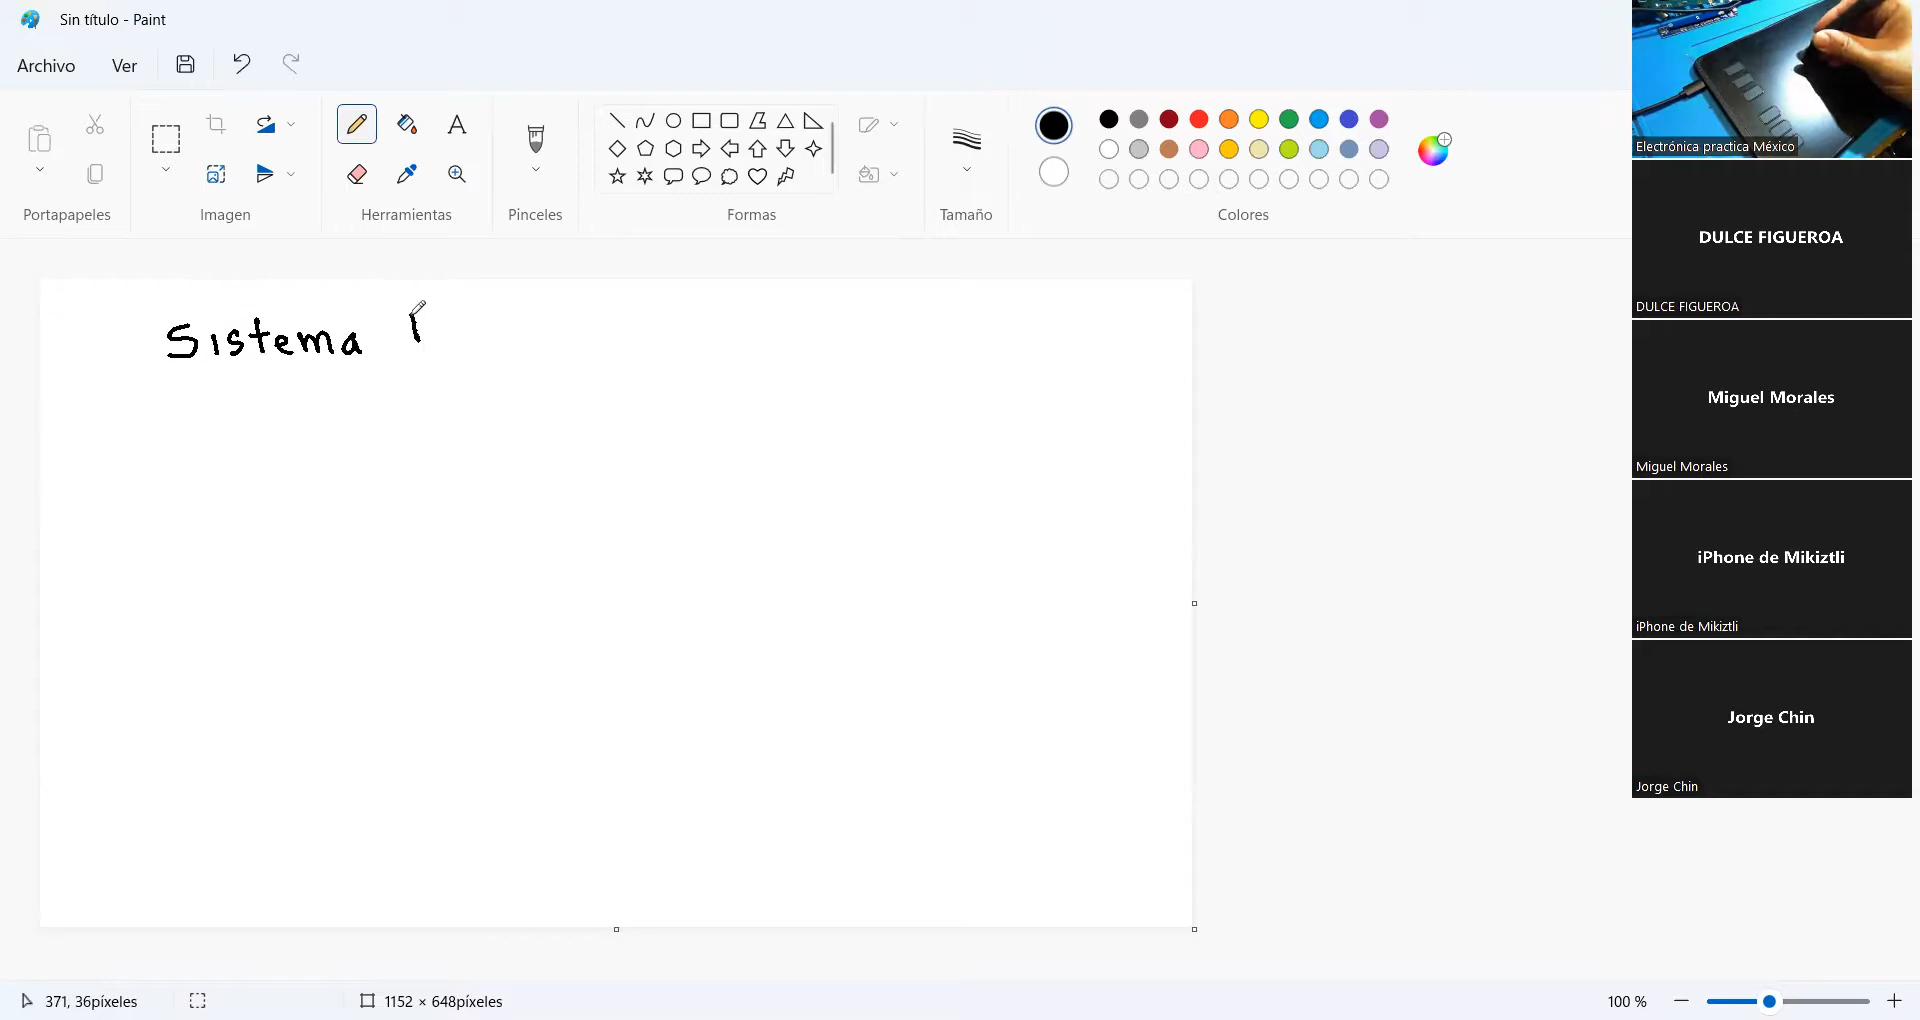 Sin título - Paint
Archivo Ver
Portapapeles Imagen Herramientas Pinceles Formas Tamaño Colores
Sistema
Electrónica practica México
DULCE FIGUEROA
DULCE FIGUEROA
Miguel Morales
Miguel Morales
iPhone de Mikiztli
iPhone de Mikiztli
Jorge Chin
Jorge Chin
371, 36píxeles 1152 × 648píxeles 100 %